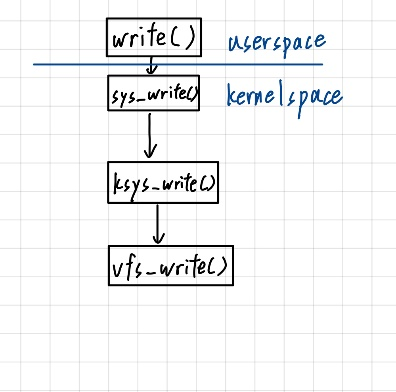 write()
userspace
sys_write()
kernelspace
ksys_write()
vfs_write()